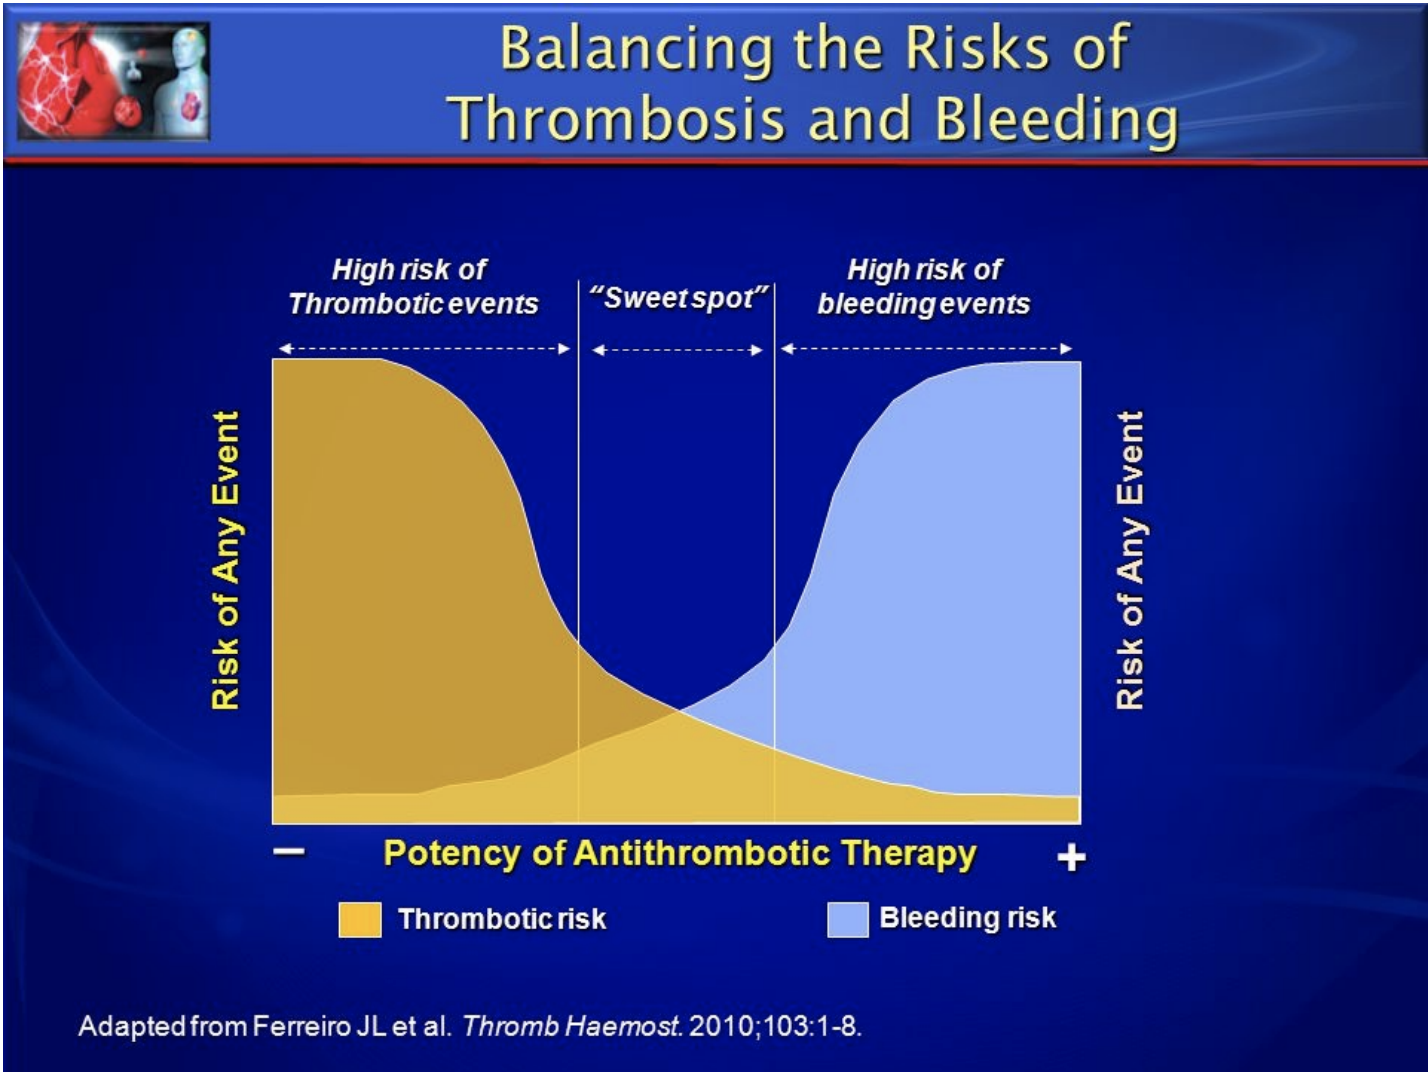 Balancing the Risks of
Thrombosis and Bleeding
High risk of
Thrombotic events
“Sweet spot”
High risk of
bleeding events
Risk of Any Event
Risk of Any Event
– Potency of Antithrombotic Therapy +
Thrombotic risk
Bleeding risk
Adapted from Ferreiro JL et al. Thromb Haemost. 2010;103:1-8.